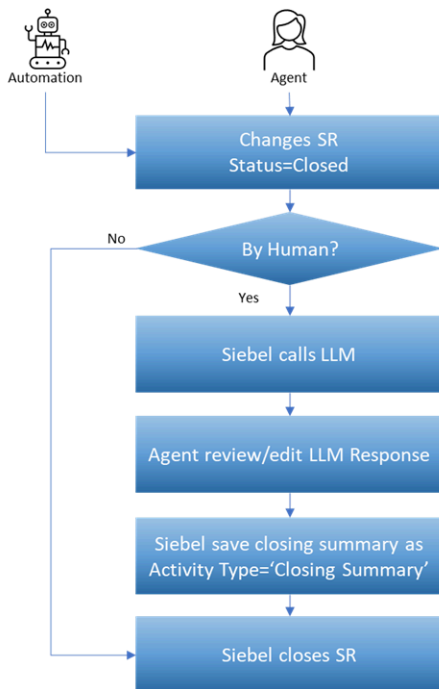 Automation
Agent
Changes SR
Status=Closed
By Human?
No
Yes
Siebel calls LLM
Agent review/edit LLM Response
Siebel save closing summary as
Activity Type=‘Closing Summary’
Siebel closes SR